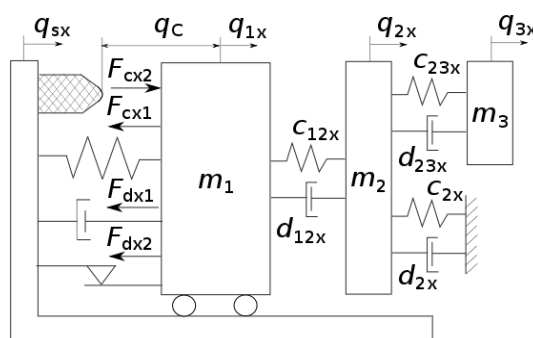 q_sx q_C q_1x q_2x q_3x
F_cx2 c_23x
F_cx1 m_3
c_12x
m_1 m_2 d_23x
F_dx1 c_2x
d_12x
F_dx2
d_2x